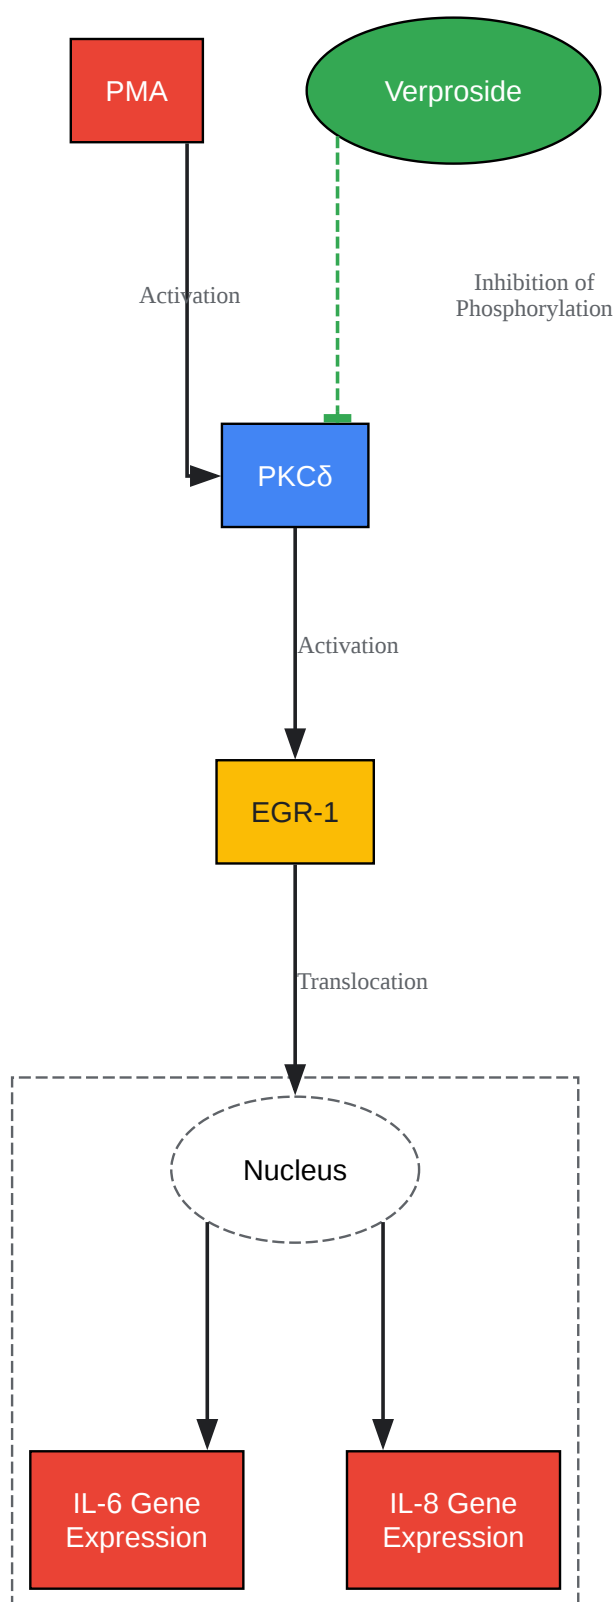 PMA
Verproside
Activation
Inhibition of
Phosphorylation
PKCδ
Activation
EGR-1
Translocation
Nucleus
IL-6 Gene
Expression
IL-8 Gene
Expression